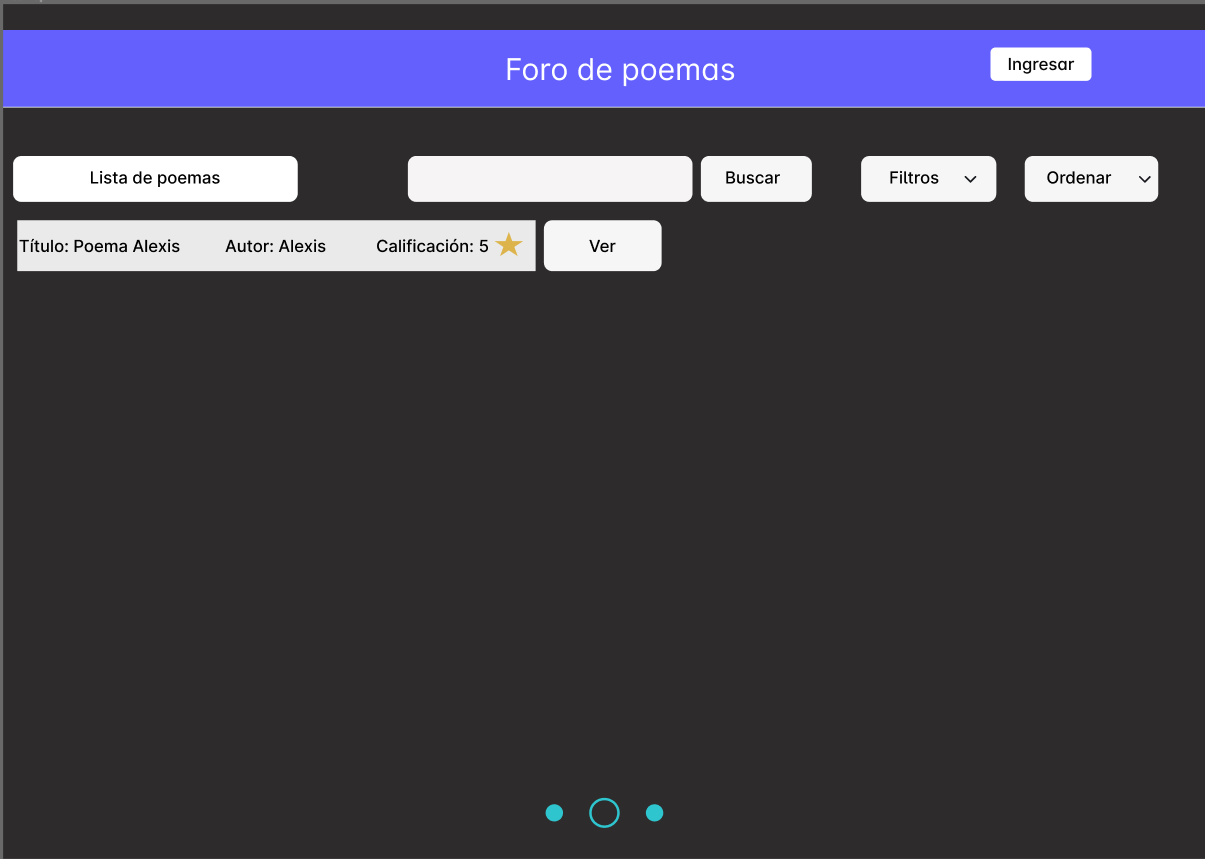 Foro de poemas
Ingresar
Lista de poemas
Buscar
Filtros
Ordenar
Título: Poema Alexis
Autor: Alexis
Calificación: 5
Ver